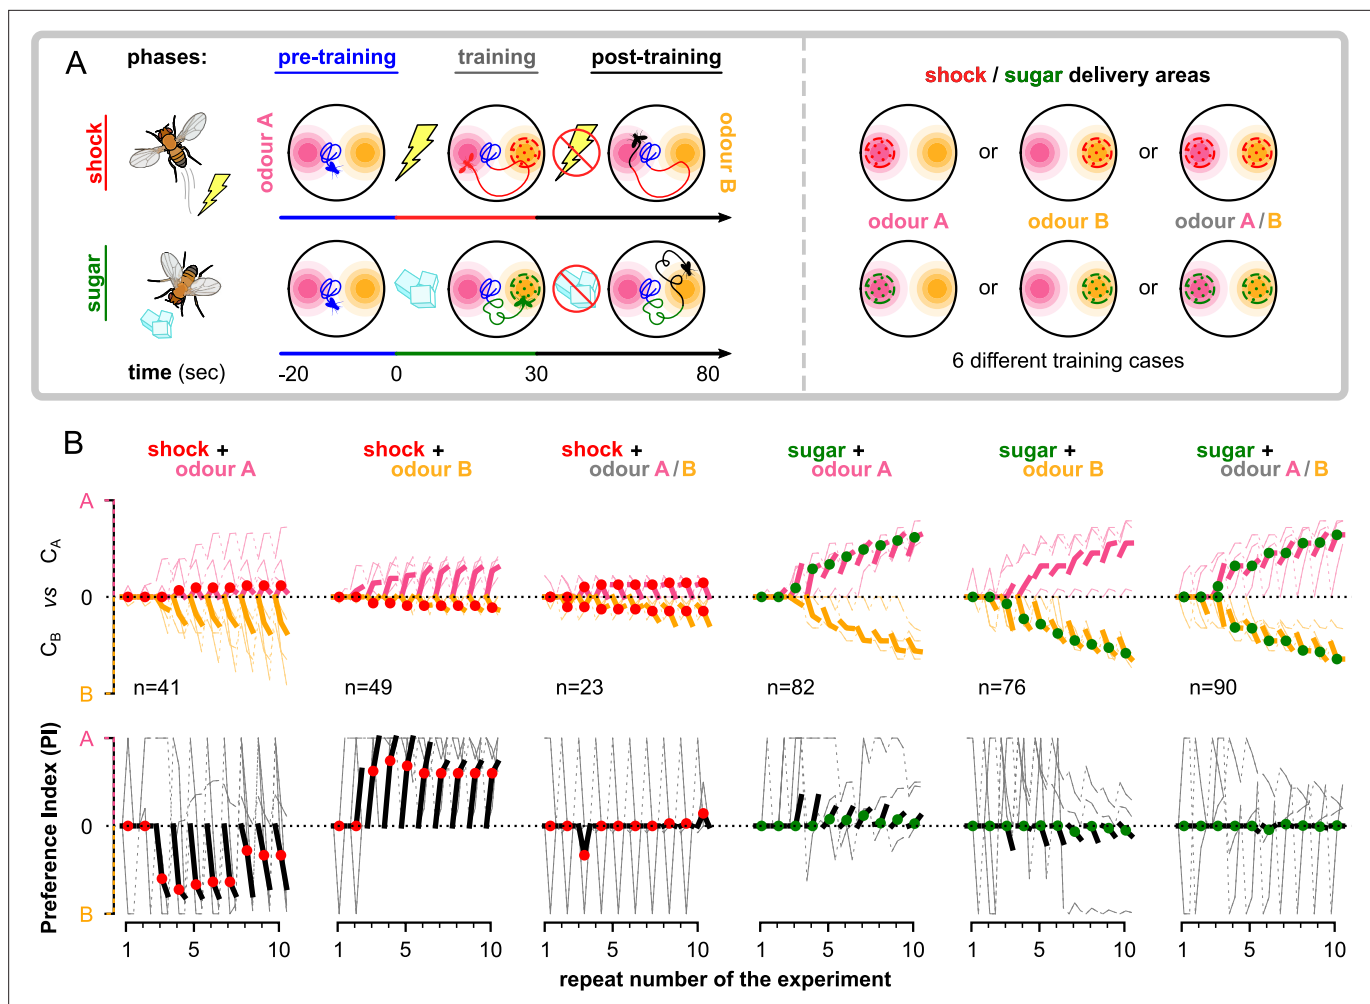 A
phases:
pre-training
training
post-training
shock / sugar delivery areas
shock
odour A
odour B
or
or
odour A
odour B
odour A / B
sugar
or
or
time (sec)
-20
0
30
80
6 different training cases
B
shock +
odour A
shock +
odour B
shock +
odour A / B
sugar +
odour A
sugar +
odour B
sugar +
odour A / B
A
0
B
C_B vs C_A
n=41
n=49
n=23
n=82
n=76
n=90
A
0
B
Preference Index (PI)
1 5 10
1 5 10
1 5 10
1 5 10
1 5 10
1 5 10
repeat number of the experiment